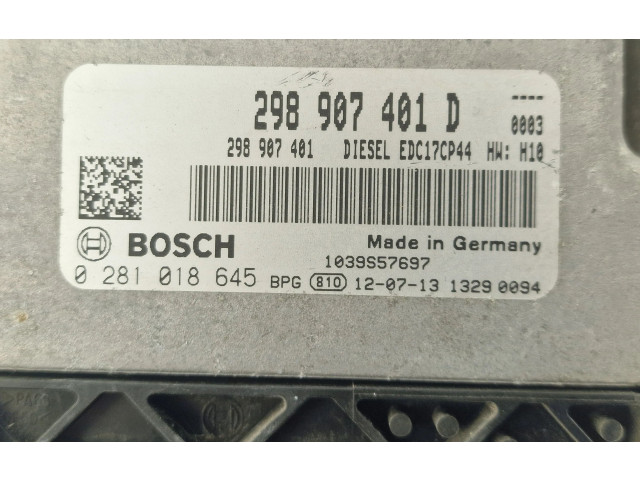 298 907 401 D
----
0003
298 907 401 DIESEL EDC17CP44 HW: H10
BOSCH
Made in Germany
1039S57697
0 281 018 645 BPG 810 12-07-13 1329 0094